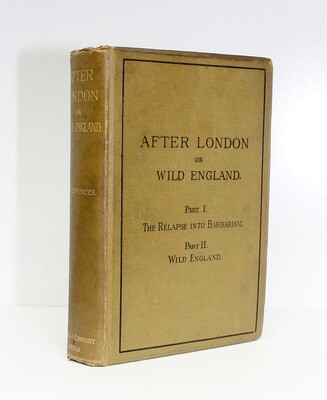 AFTER
LONDON
OR
WILD ENGLAND.
JEFFERIES.
& COMPANY
AFTER LONDON
OR
WILD ENGLAND.
PART I.
THE RELAPSE INTO BARBARISM.
PART II.
WILD ENGLAND.